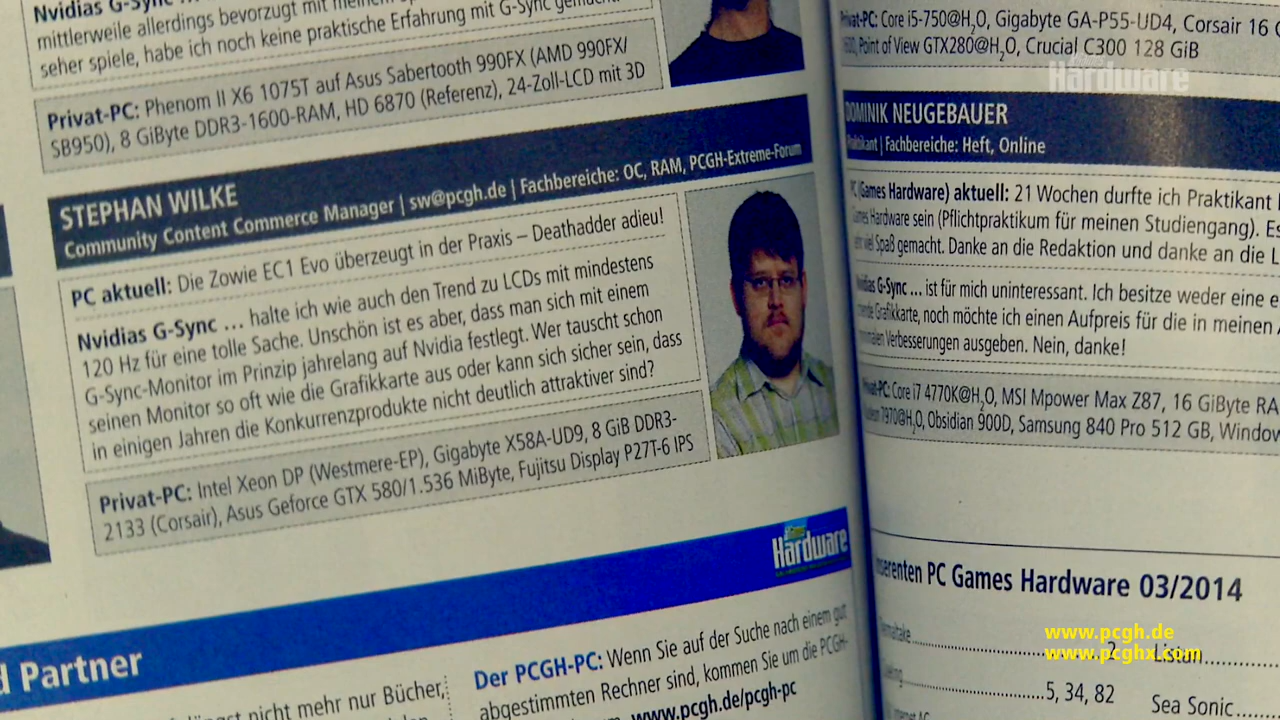 Nvidias G-Sync ...
mittlerweile allerdings bevorzugt mit
seher spiele, habe ich noch keine praktische Erfahrung mit G-Sync
Privat-PC: Phenom II X6 1075T auf Asus Sabertooth 990FX (AMD 990FX/
SB950), 8 GiByte DDR3-1600-RAM, HD 6870 (Referenz), 24-Zoll-LCD mit 3D
STEPHAN WILKE
Community Content Commerce Manager | sw@pcgh.de | Fachbereiche: OC, RAM, PCGH-Extreme-Forum
PC aktuell: Die Zowie EC1 Evo überzeugt in der Praxis – Deathadder adieu!
Nvidias G-Sync ... halte ich wie auch den Trend zu LCDs mit mindestens
120 Hz für eine tolle Sache. Unschön ist es aber, dass man sich mit einem
G-Sync-Monitor im Prinzip jahrelang auf Nvidia festlegt. Wer tauscht schon
seinen Monitor so oft wie die Grafikkarte aus oder kann sich sicher sein, dass
in einigen Jahren die Konkurrenzprodukte nicht deutlich attraktiver sind?
Privat-PC: Intel Xeon DP (Westmere-EP), Gigabyte X58A-UD9, 8 GiB DDR3-
2133 (Corsair), Asus Geforce GTX 580/1.536 MiByte, Fujitsu Display P27T-6 IPS
Hardware
d Partner
nicht mehr nur Bücher,
Der PCGH-PC: Wenn Sie auf der Suche nach einem gut
abgestimmten Rechner sind, kommen Sie um die PCGH-
www.pcgh.de/pcgh-pc
Privat-PC: Core i5-750@H₂O, Gigabyte GA-P55-UD4, Corsair 16
Point of View GTX280@H₂O, Crucial C300 128 GiB
Hardware
DOMINIK NEUGEBAUER
Praktikant | Fachbereiche: Heft, Online
PC (Games Hardware) aktuell: 21 Wochen durfte ich Praktikant
Games Hardware sein (Pflichtpraktikum für meinen Studiengang). Es
viel Spaß gemacht. Danke an die Redaktion und danke an die L
Nvidias G-Sync ... ist für mich uninteressant. Ich besitze weder eine
Grafikkarte, noch möchte ich einen Aufpreis für die in meinen
Verbesserungen ausgeben. Nein, danke!
Privat-PC: Core i7 4770K@H₂O, MSI Mpower Max Z87, 16 GiByte RA
7970@H₂O, Obsidian 900D, Samsung 840 Pro 512 GB, Window
serenten PC Games Hardware 03/2014
www.pcgh.de
www.pcghx.com
2
5, 34, 82
Sea Sonic